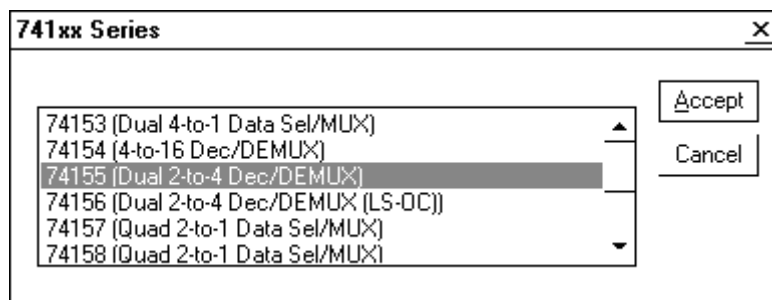 741xx Series
Accept
74153 (Dual 4-to-1 Data Sel/MUX)
74154 (4-to-16 Dec/DEMUX)
Cancel
74155 (Dual 2-to-4 Dec/DEMUX)
74156 (Dual 2-to-4 Dec/DEMUX (LS-OC))
74157 (Quad 2-to-1 Data Sel/MUX)
74158 (Quad 2-to-1 Data Sel/MUX)